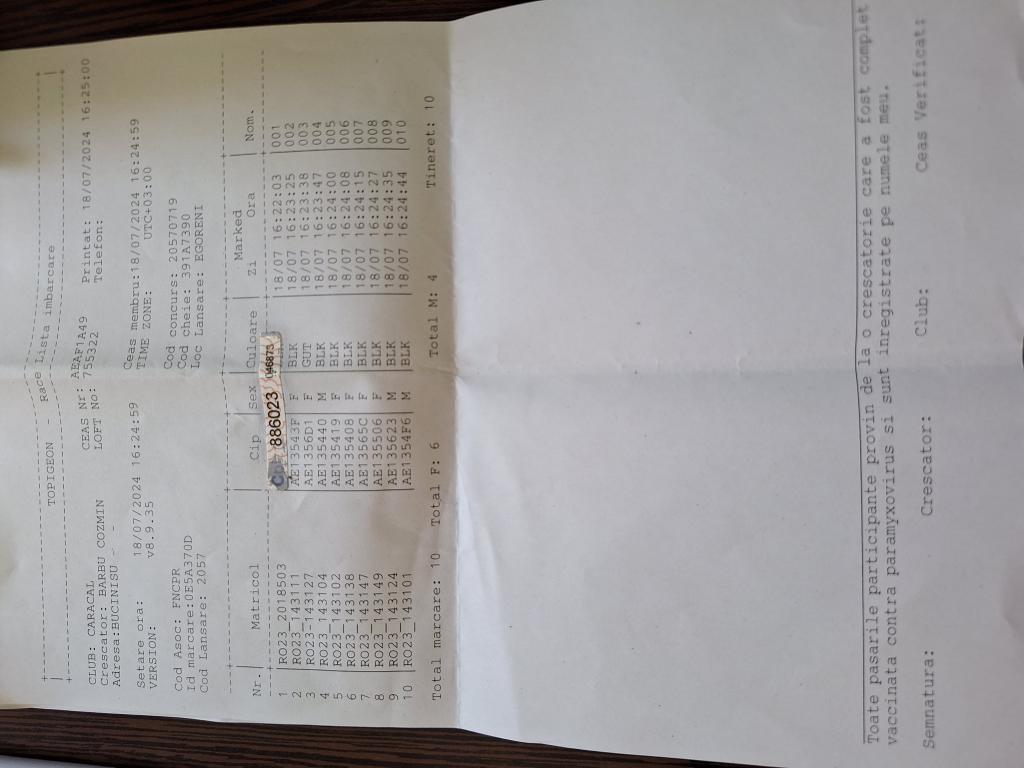 TOPIGEON - Race lista imbarcare
CLUB: CARACAL CEAS Nr: AEAF1A49 Printat: 18/07/2024 16:25:00
Crescator: BARBU COZMIN LOFT No: 755322 Telefon:
Adresa:BUCINISU - -
Setare ora: 18/07/2024 16:24:59 Ceas membru:18/07/2024 16:24:59
VERSION: v8.9.35 TIME ZONE: UTC+03:00
Cod Asoc: FNCPR Cod concurs: 20570719
Id marcare:0E5A370D Cod cheie: 391A7390
Cod Lansare: 2057 Loc Lansare: EGORENI
Marked
Nr. Matricol Cip Sex Culoare Zi Ora Nom.
1 RO23_2018503 886023 146873 18/07 16:22:03 001
2 RO23_143111 AE13543F F BLK 18/07 16:23:25 002
3 RO23_143127 AE1356D1 F GUT 18/07 16:23:38 003
4 RO23_143104 AE135440 M BLK 18/07 16:23:47 004
5 RO23_143102 AE135419 F BLK 18/07 16:24:00 005
6 RO23_143138 AE135408 F BLK 18/07 16:24:08 006
7 RO23_143147 AE13566C F BLK 18/07 16:24:15 007
8 RO23_143149 AE135506 F BLK 18/07 16:24:27 008
9 RO23_143124 AE135623 M BLK 18/07 16:24:35 009
10 RO23_143101 AE1354F6 M BLK 18/07 16:24:44 010
Total marcare: 10 Total F: 6 Total M: 4 Tineret: 10
Toate pasarile participante provin de la o crescatorie care a fost complet
vaccinata contra paramyxovirus si sunt inregistrate pe numele meu.
Semnatura: Crescator: Club: Ceas Verificat: